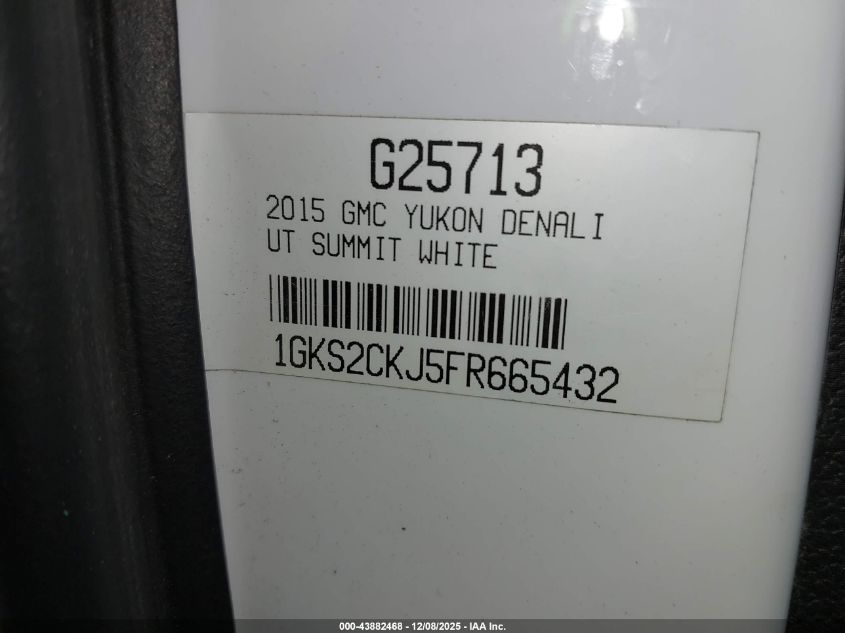 G25713
2015 GMC YUKON DENALI
UT SUMMIT WHITE
1GKS2CKJ5FR665432
000-43882468 - 12/08/2025 - IAA Inc.